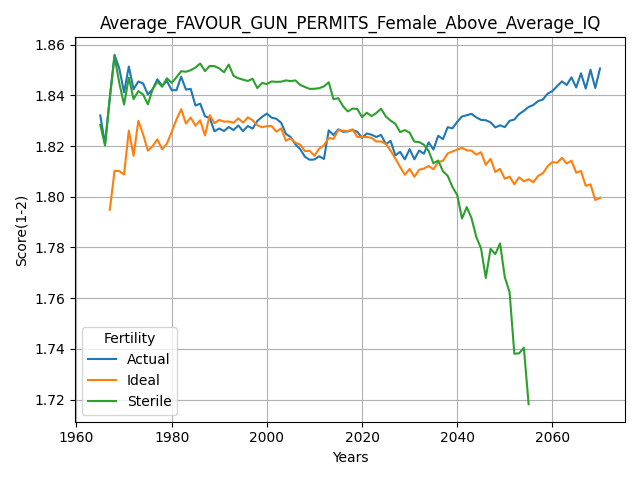 Average_FAVOUR_GUN_PERMITS_Female_Above_Average_IQ
1.86
1.84
1.82
1.80
1.78
1.76
1.74
1.72
Score(1-2)
Fertility
Actual
Ideal
Sterile
1960
1980
2000
2020
2040
2060
Years